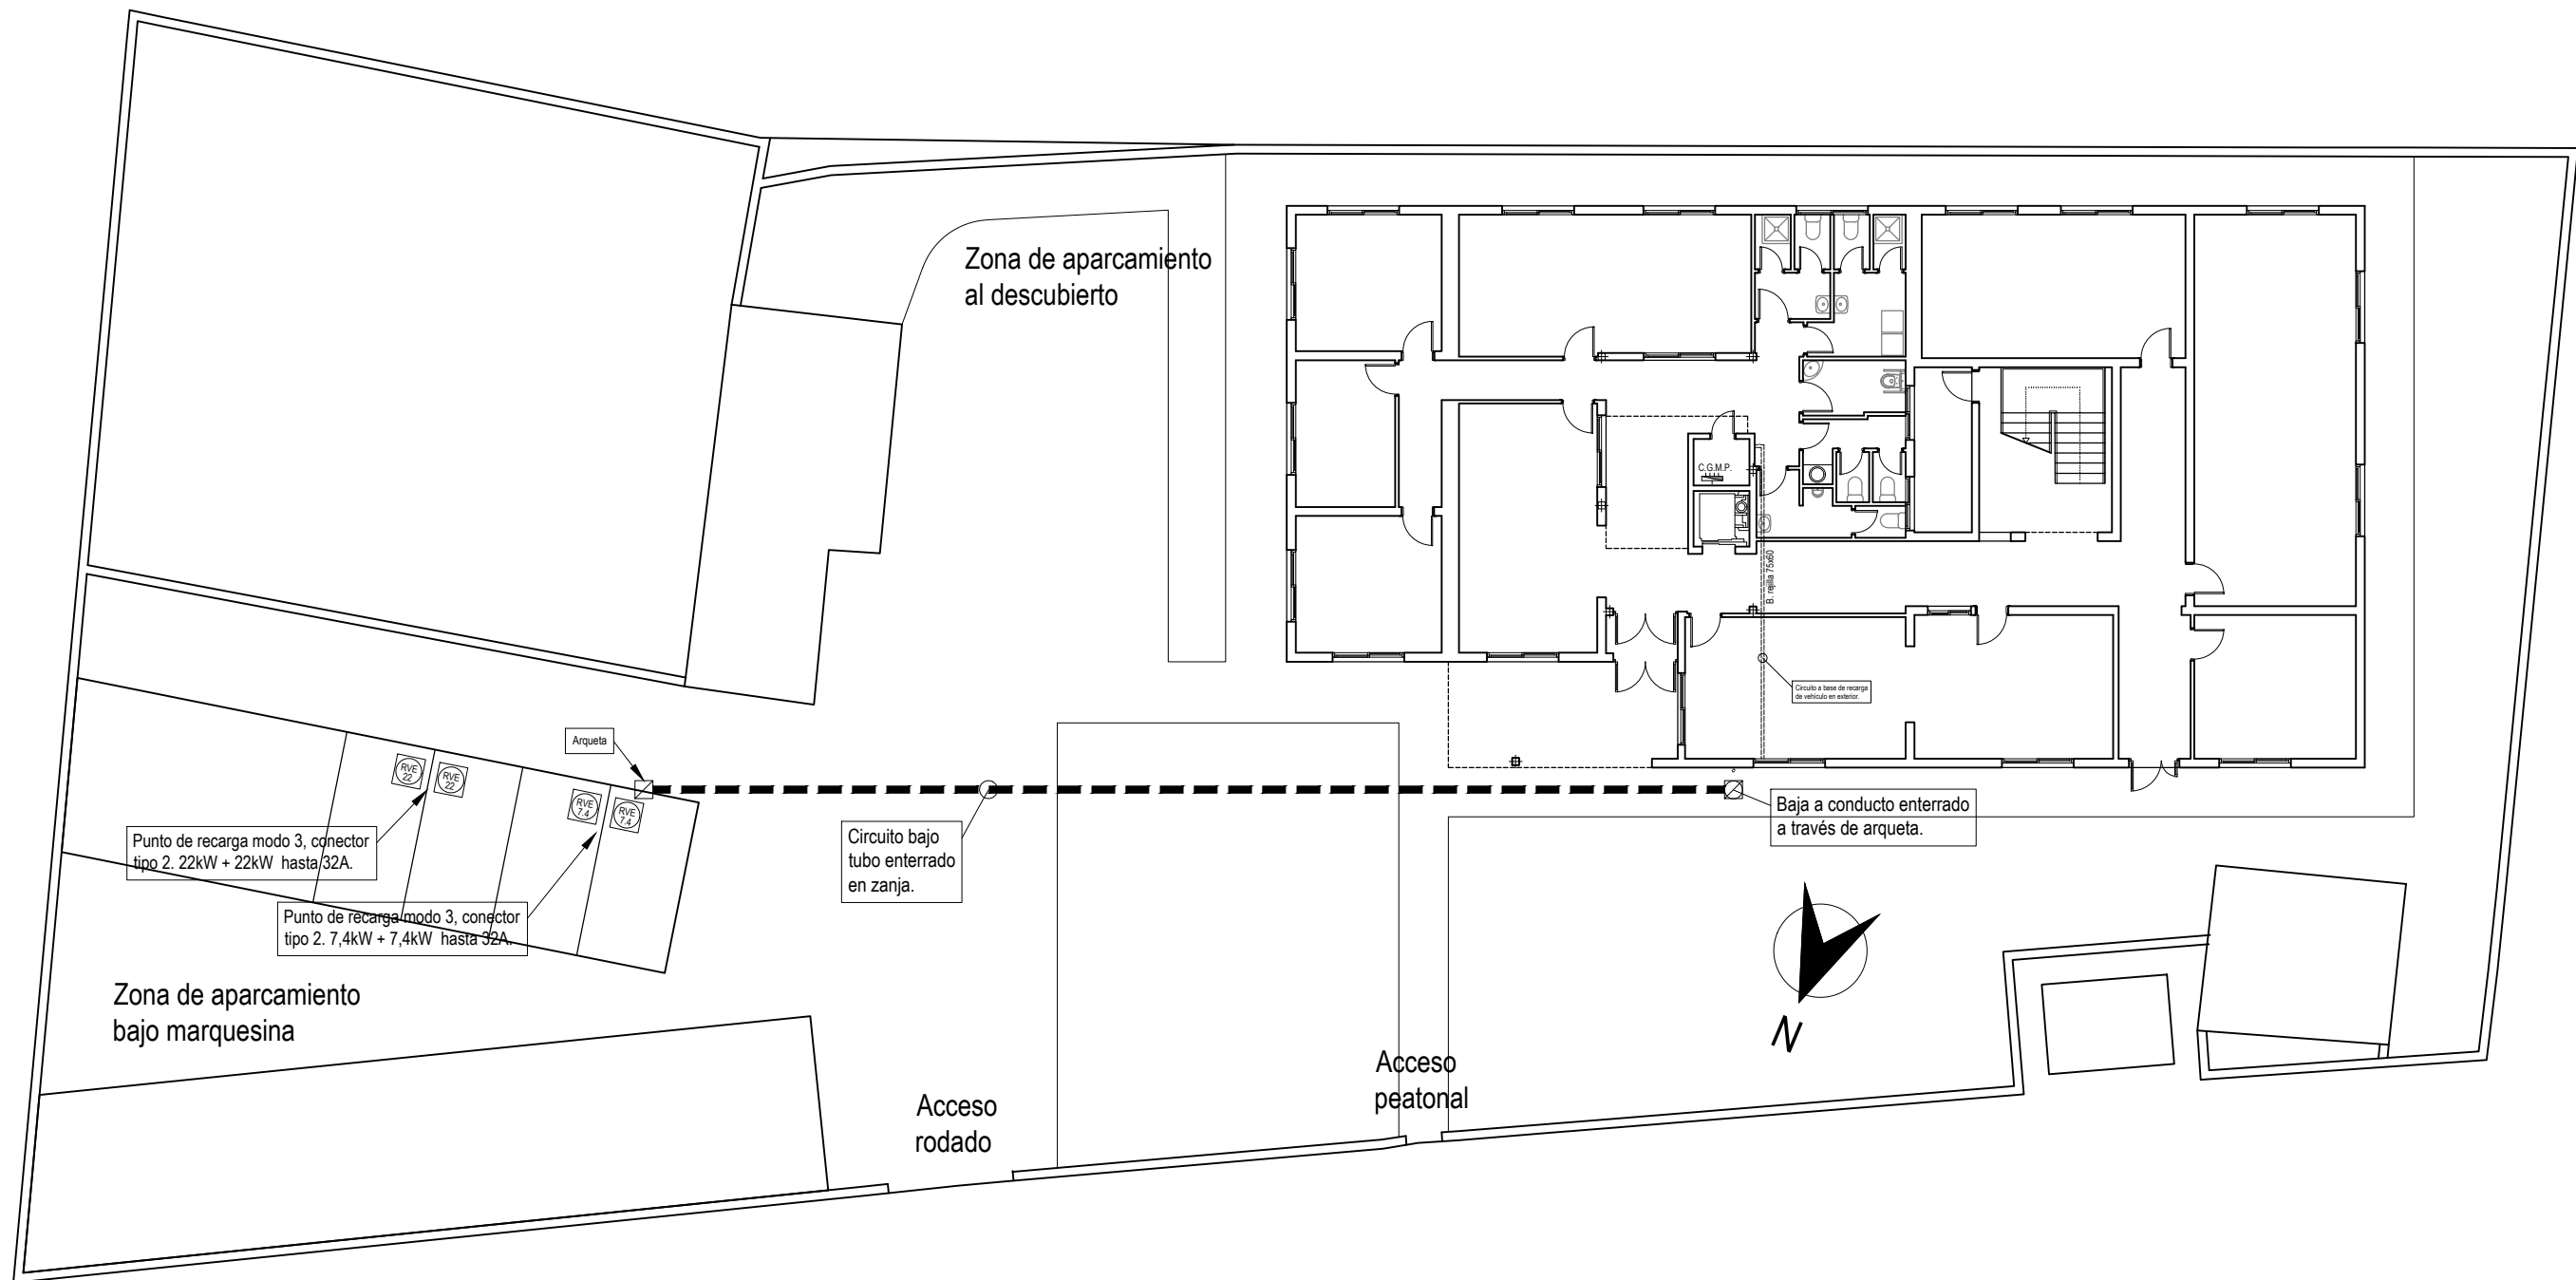 Zona de aparcamiento
al descubierto
C.G.M.P.
B. rejilla 75x60
Circuito a base de recarga
de vehículo en exterior.
Arqueta
RVE
22
RVE
22
RVE
7.4
RVE
7.4
Punto de recarga modo 3, conector
tipo 2. 22kW + 22kW hasta 32A.
Circuito bajo
tubo enterrado
en zanja.
Baja a conducto enterrado
a través de arqueta.
Punto de recarga modo 3, conector
tipo 2. 7,4kW + 7,4kW hasta 32A.
Zona de aparcamiento
bajo marquesina
N
Acceso
peatonal
Acceso
rodado